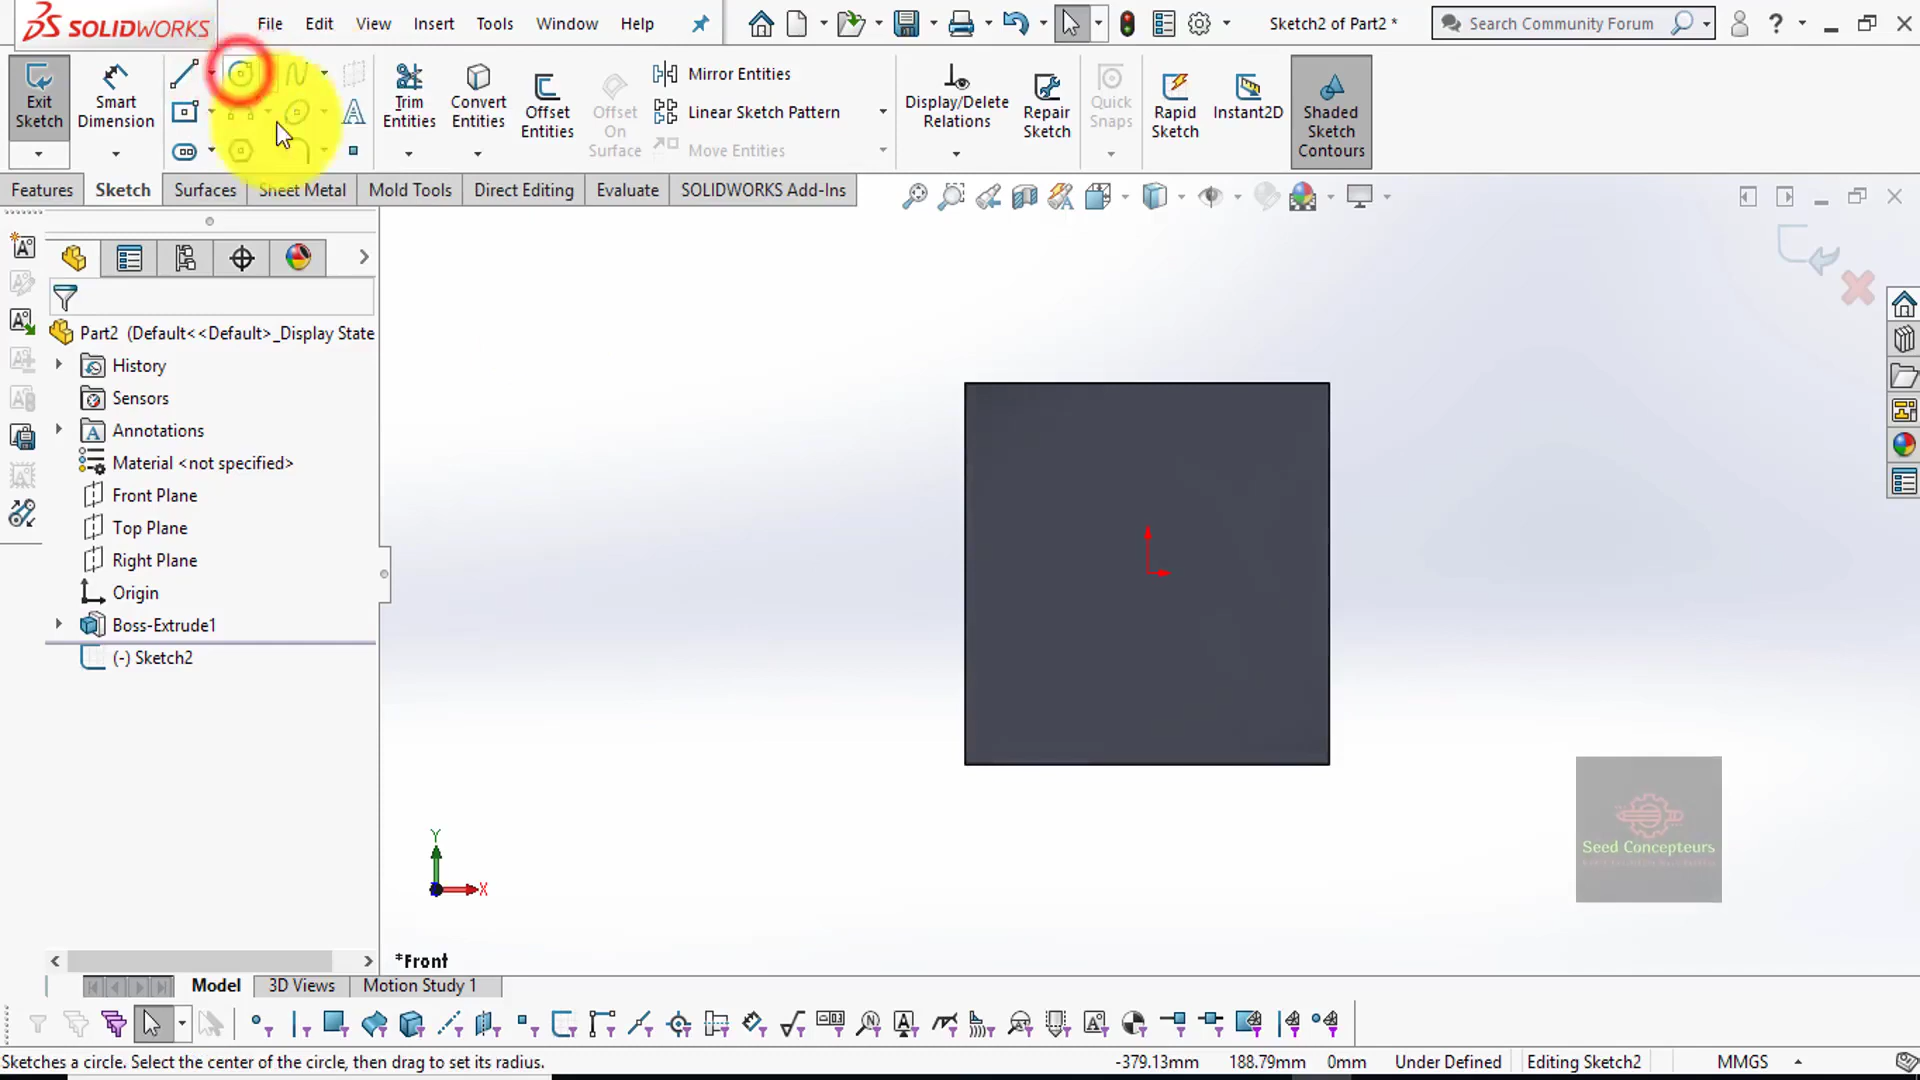 SOLIDWORKS
File Edit View Insert Tools Window Help
Sketch2 of Part2 *
Search Community Forum
Exit Sketch
Smart Dimension
Trim Entities
Convert Entities
Offset Entities
Offset On Surface
Mirror Entities
Linear Sketch Pattern
Move Entities
Display/Delete Relations
Repair Sketch
Quick Snaps
Rapid Sketch
Instant2D
Shaded Sketch Contours
Features Sketch Surfaces Sheet Metal Mold Tools Direct Editing Evaluate SOLIDWORKS Add-Ins
Part2 (Default<<Default>_Display State
History
Sensors
Annotations
Material <not specified>
Front Plane
Top Plane
Right Plane
Origin
Boss-Extrude1
(-) Sketch2
Y
X
Seed Concepteurs
*Front
Model 3D Views Motion Study 1
Sketches a circle. Select the center of the circle, then drag to set its radius.
-379.13mm 188.79mm 0mm Under Defined Editing Sketch2 MMGS